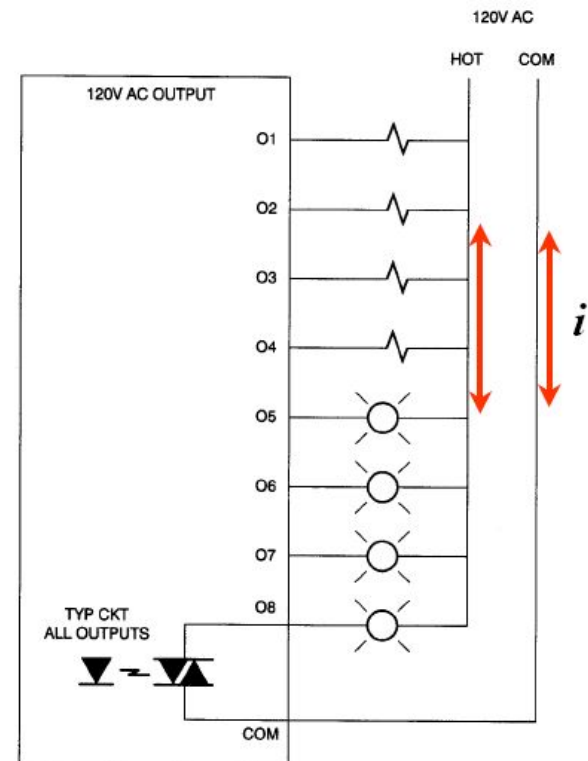 120V AC
HOT COM
120V AC OUTPUT
O1
O2
O3
i
O4
O5
O6
O7
O8
TYP CKT
ALL OUTPUTS
COM